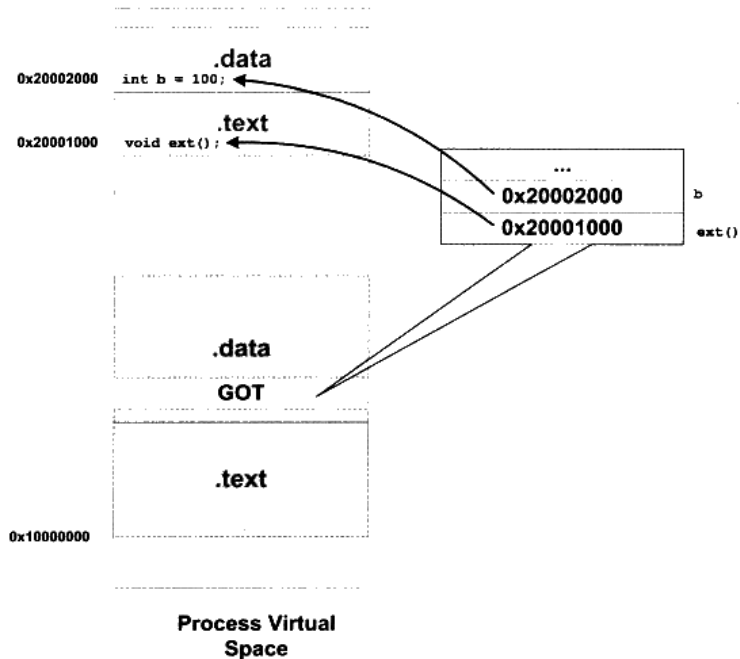 .data
0x20002000 int b = 100;
.text
0x20001000 void ext();
...
0x20002000 b
0x20001000 ext()
.data
GOT
.text
0x10000000
Process Virtual
Space